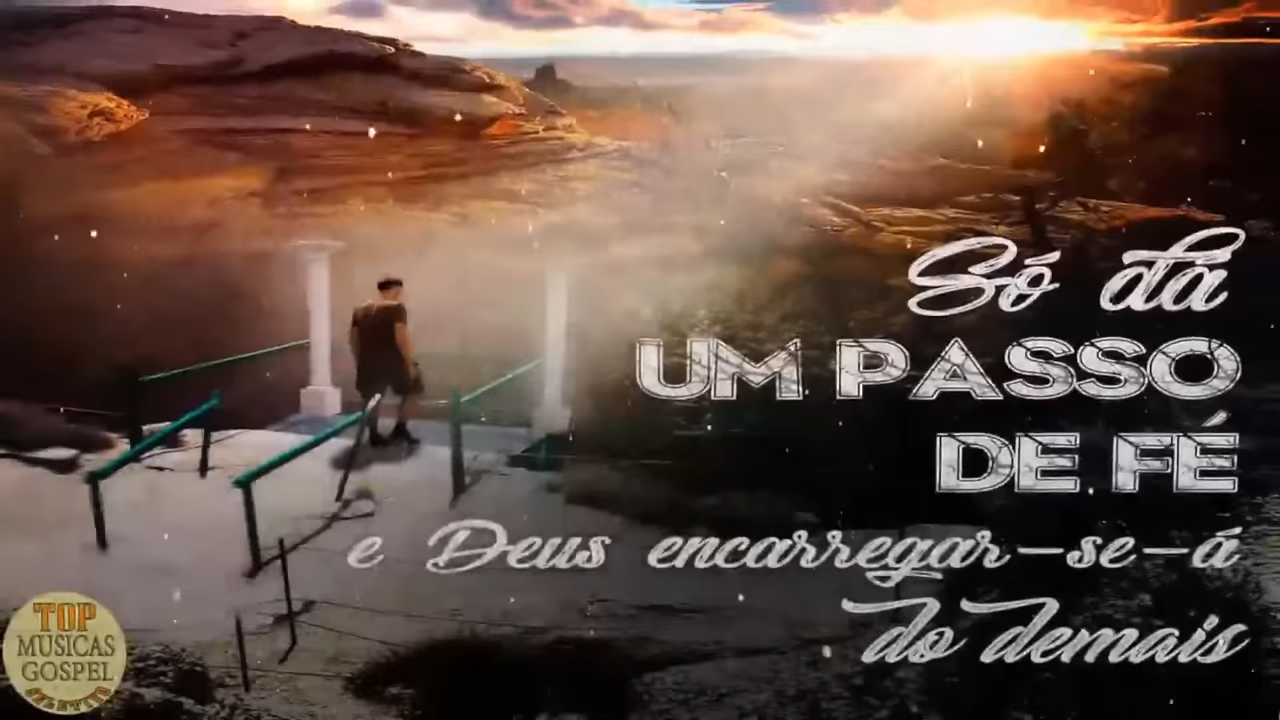 Só dá
UM PASSO
DE FÉ
e Deus encarregar-se-á
do demais
TOP
MUSICAS
GOSPEL